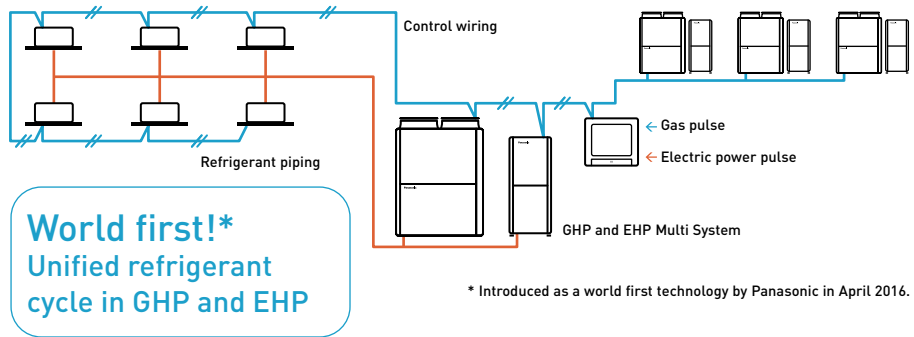 Control wiring
Gas pulse
Electric power pulse
Refrigerant piping
Panasonic
GHP and EHP Multi System
World first!*
Unified refrigerant
cycle in GHP and EHP
* Introduced as a world first technology by Panasonic in April 2016.